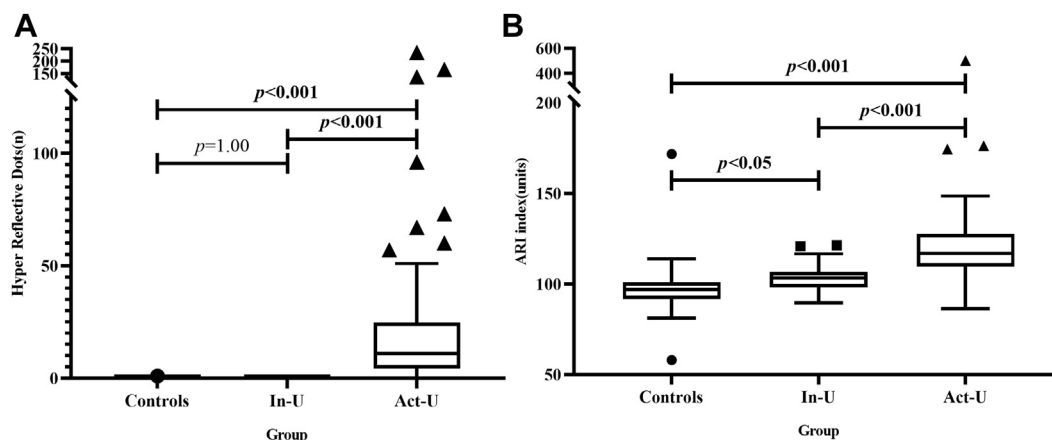 A
Hyper Reflective Dots(n)
250
200
150
100
50
0
p<0.001
p<0.001
p=1.00
Controls
In-U
Act-U
Group
B
ARI index(units)
600
400
200
150
100
50
p<0.001
p<0.001
p<0.05
Controls
In-U
Act-U
Group